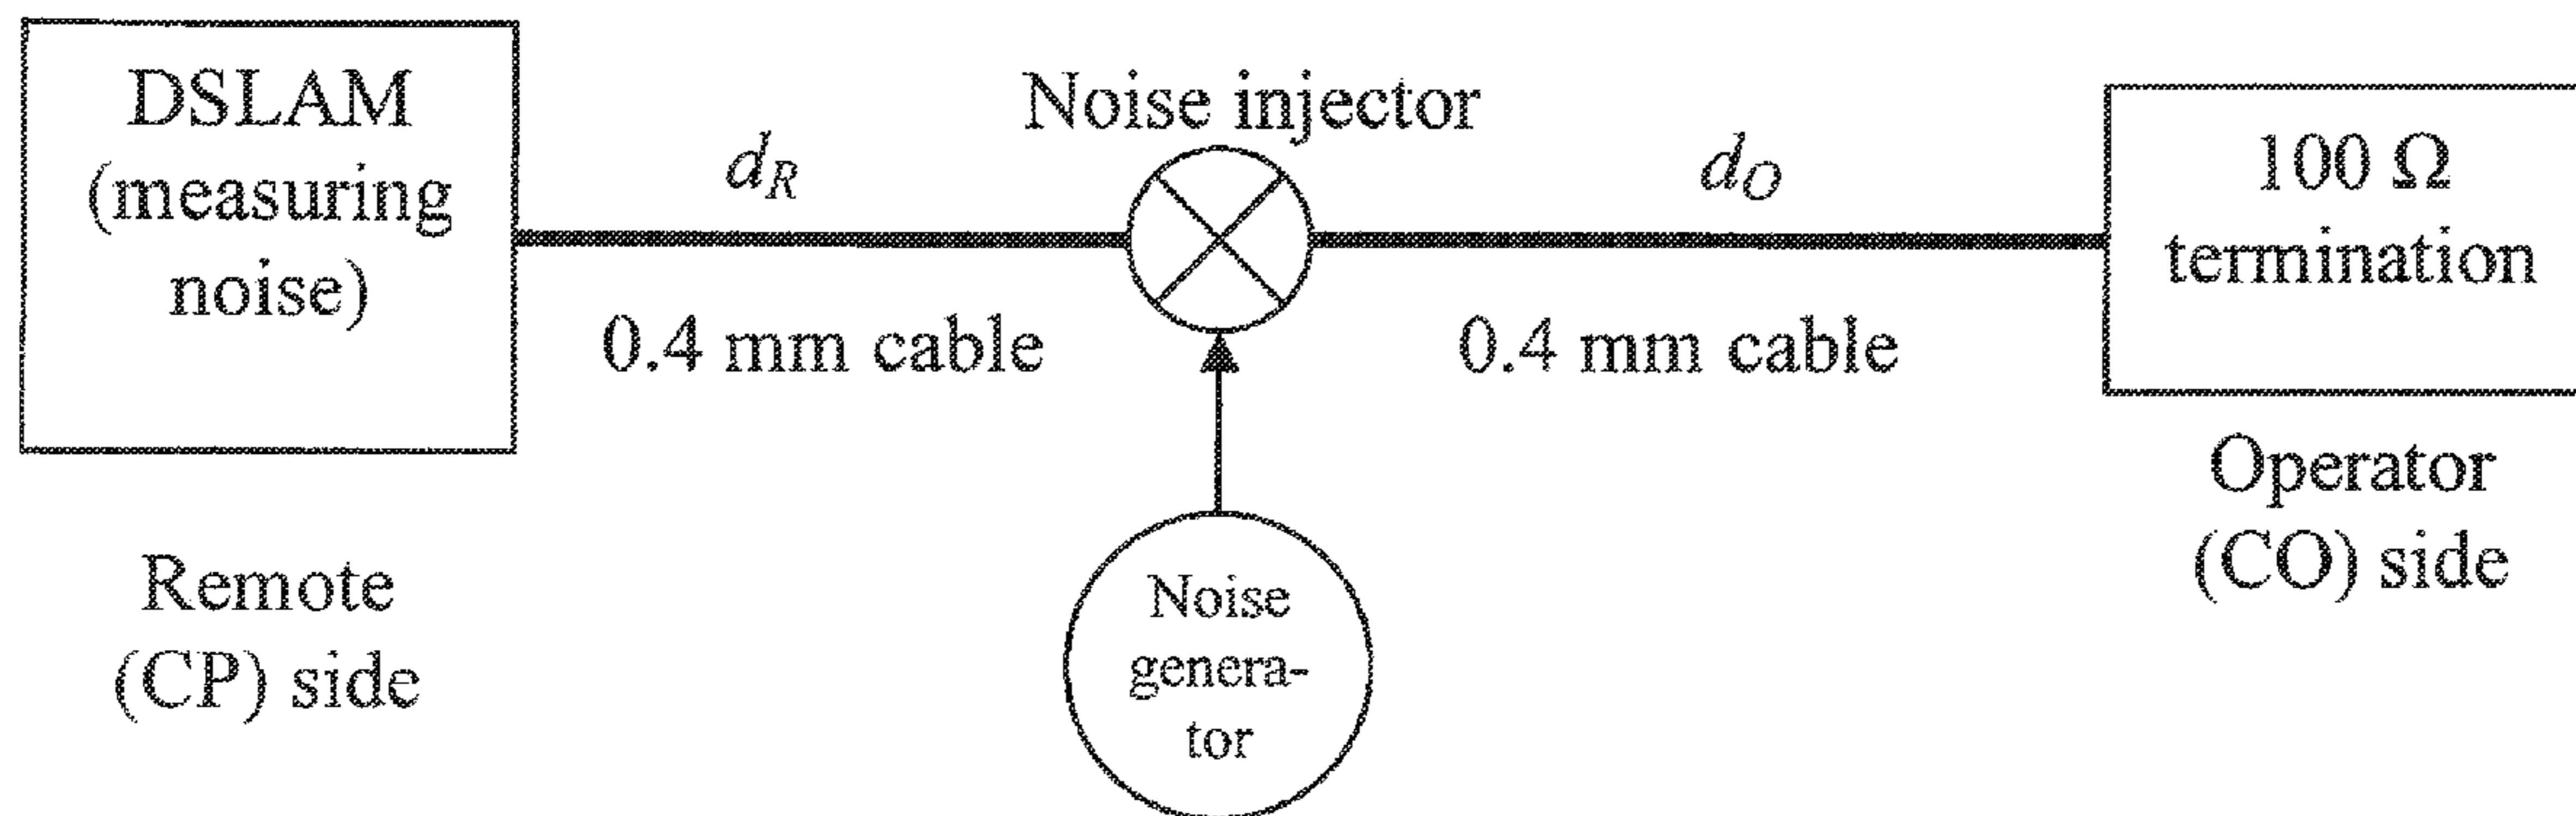 DSLAM
(measuring
noise)
Remote
(CP) side
d_R
0.4 mm cable
Noise injector
Noise
genera-
tor
d_O
0.4 mm cable
100 Ω
termination
Operator
(CO) side